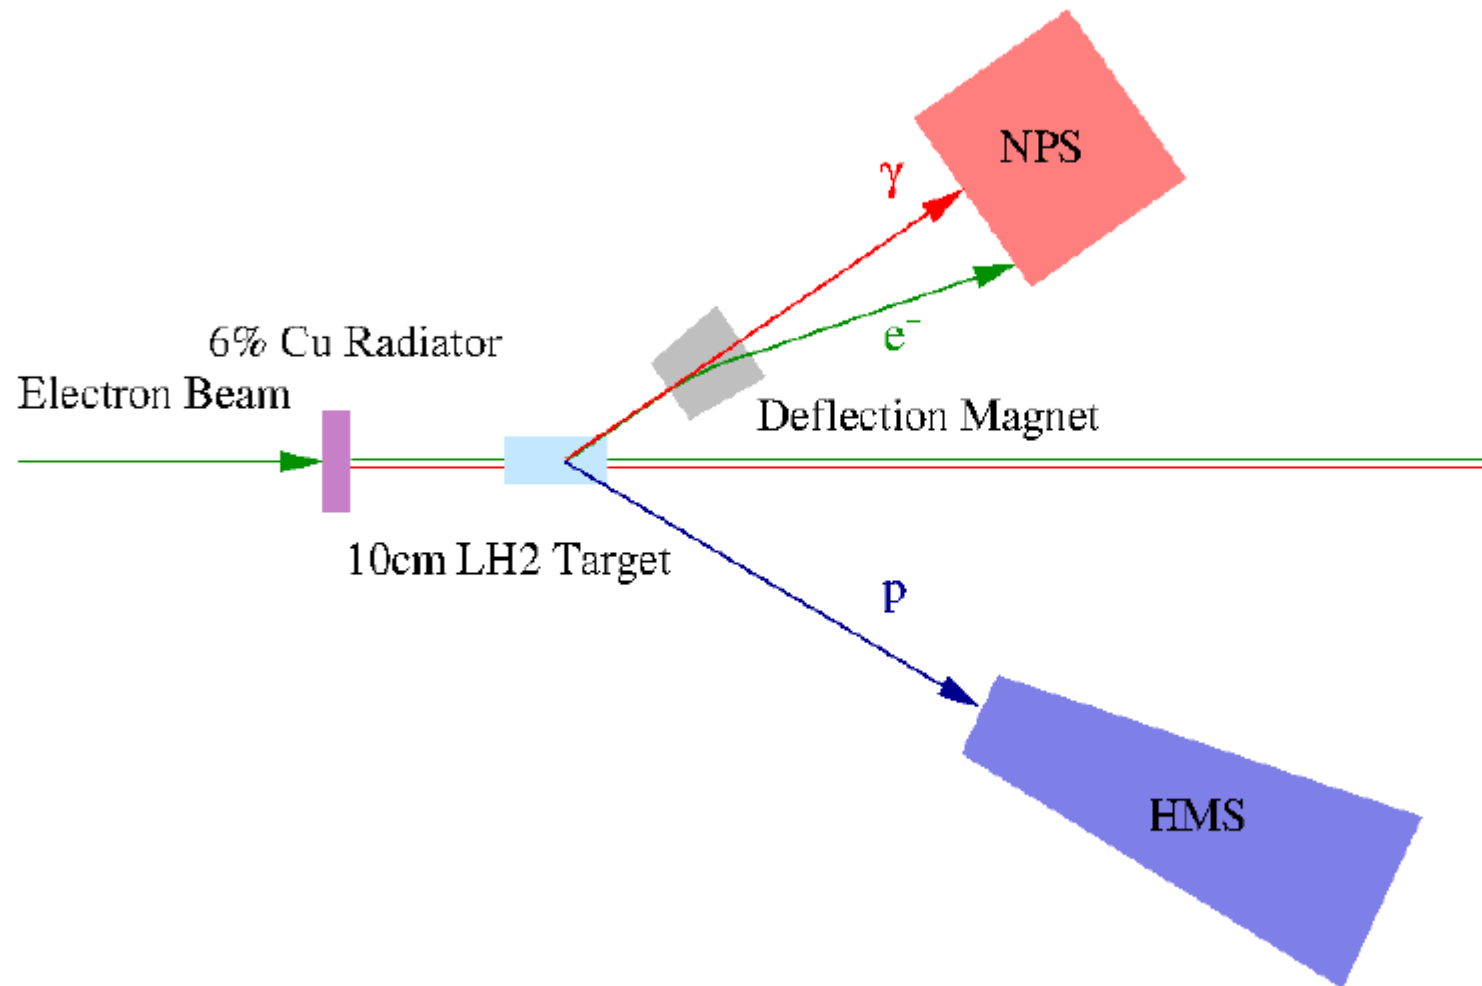 NPS
γ
e⁻
6% Cu Radiator
Electron Beam
Deflection Magnet
10cm LH2 Target
p
HMS